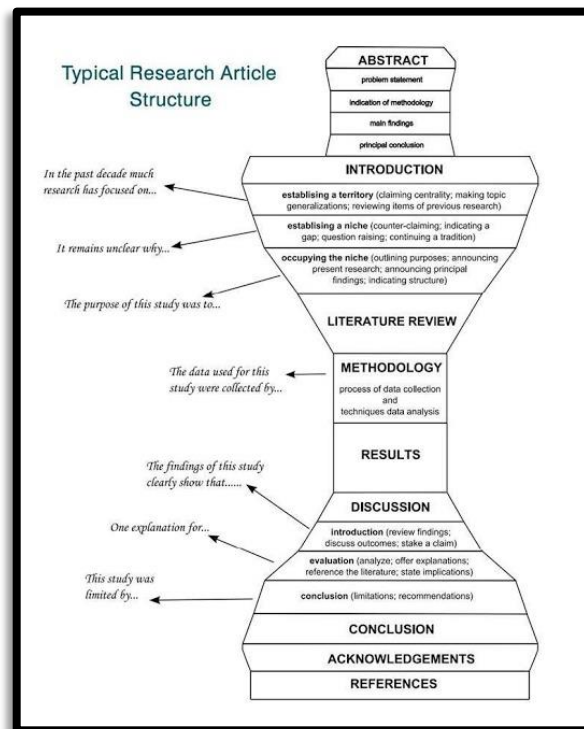 Typical Research Article
Structure
ABSTRACT
problem statement
indication of methodology
main findings
principal conclusion
INTRODUCTION
In the past decade much
research has focused on...
establising a territory (claiming centrality; making topic
generalizations; reviewing items of previous research)
establising a niche (counter-claiming; indicating a
gap; question raising; continuing a tradition)
It remains unclear why...
occupying the niche (outlining purposes; announcing
present research; announcing principal
findings; indicating structure)
The purpose of this study was to...
LITERATURE REVIEW
METHODOLOGY
The data used for this
study were collected by...
process of data collection
and
techniques data analysis
RESULTS
The findings of this study
clearly show that......
DISCUSSION
introduction (review findings;
discuss outcomes; stake a claim)
One explanation for...
evaluation (analyze; offer explanations;
reference the literature; state implications)
This study was
limited by...
conclusion (limitations; recommendations)
CONCLUSION
ACKNOWLEDGEMENTS
REFERENCES